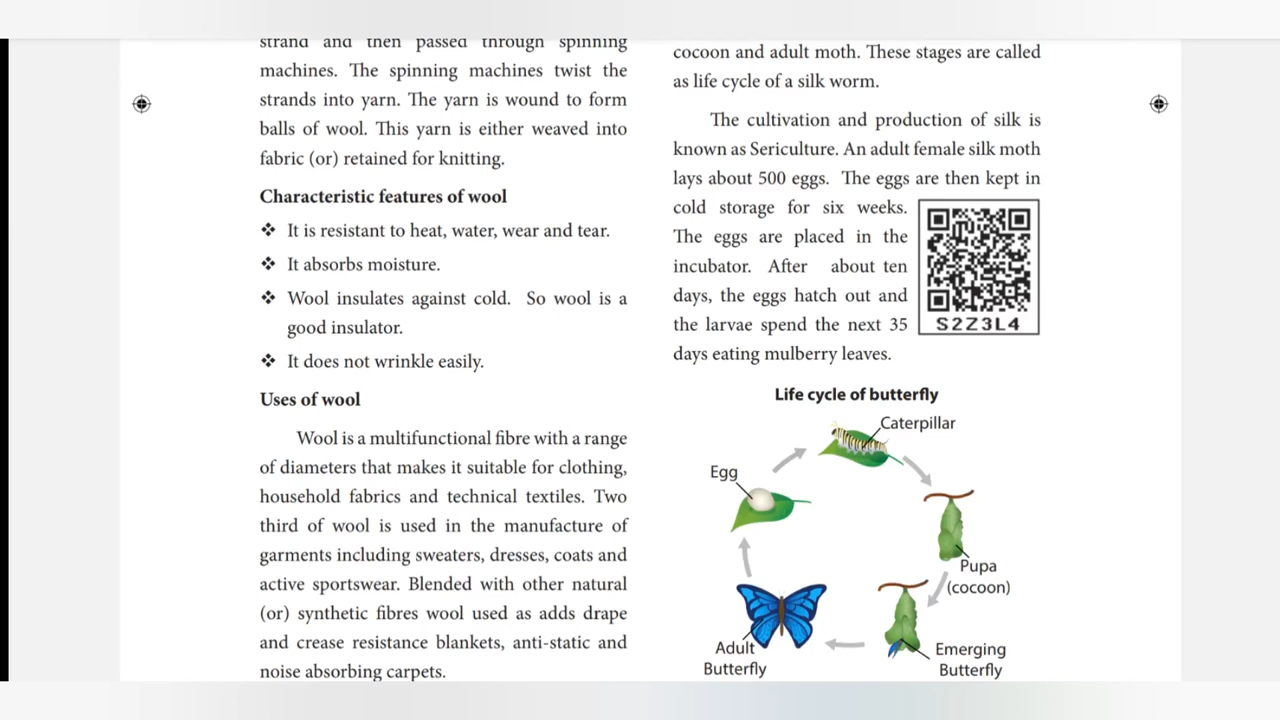 strand and then passed through spinning
machines. The spinning machines twist the
strands into yarn. The yarn is wound to form
balls of wool. This yarn is either weaved into
fabric (or) retained for knitting.
Characteristic features of wool
❖ It is resistant to heat, water, wear and tear.
❖ It absorbs moisture.
❖ Wool insulates against cold. So wool is a
good insulator.
❖ It does not wrinkle easily.
Uses of wool
Wool is a multifunctional fibre with a range
of diameters that makes it suitable for clothing,
household fabrics and technical textiles. Two
third of wool is used in the manufacture of
garments including sweaters, dresses, coats and
active sportswear. Blended with other natural
(or) synthetic fibres wool used as adds drape
and crease resistance blankets, anti-static and
noise absorbing carpets.
cocoon and adult moth. These stages are called
as life cycle of a silk worm.
The cultivation and production of silk is
known as Sericulture. An adult female silk moth
lays about 500 eggs. The eggs are then kept in
cold storage for six weeks.
The eggs are placed in the
incubator. After about ten
days, the eggs hatch out and
the larvae spend the next 35
days eating mulberry leaves.
S2Z3L4
Life cycle of butterfly
Caterpillar
Egg
Pupa
(cocoon)
Emerging
Butterfly
Adult
Butterfly